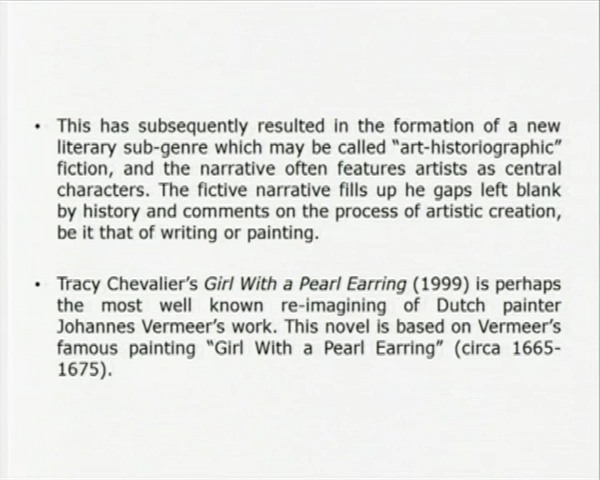 • This has subsequently resulted in the formation of a new
literary sub-genre which may be called “art-historiographic”
fiction, and the narrative often features artists as central
characters. The fictive narrative fills up he gaps left blank
by history and comments on the process of artistic creation,
be it that of writing or painting.
• Tracy Chevalier’s Girl With a Pearl Earring (1999) is perhaps
the most well known re-imagining of Dutch painter
Johannes Vermeer’s work. This novel is based on Vermeer’s
famous painting “Girl With a Pearl Earring” (circa 1665-
1675).